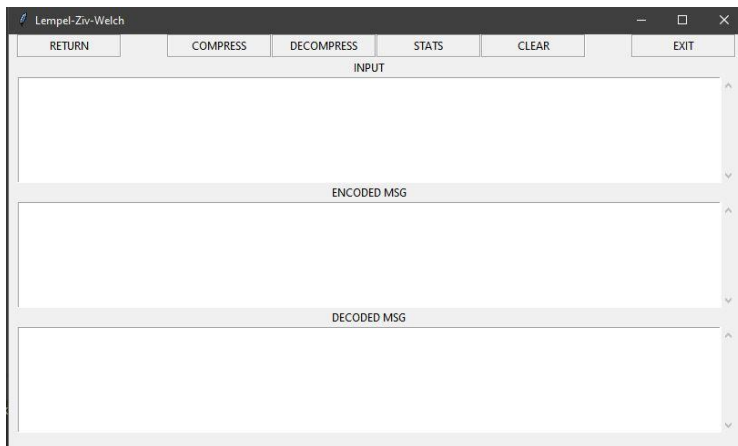 Lempel-Ziv-Welch
RETURN COMPRESS DECOMPRESS STATS CLEAR EXIT
INPUT
ENCODED MSG
DECODED MSG